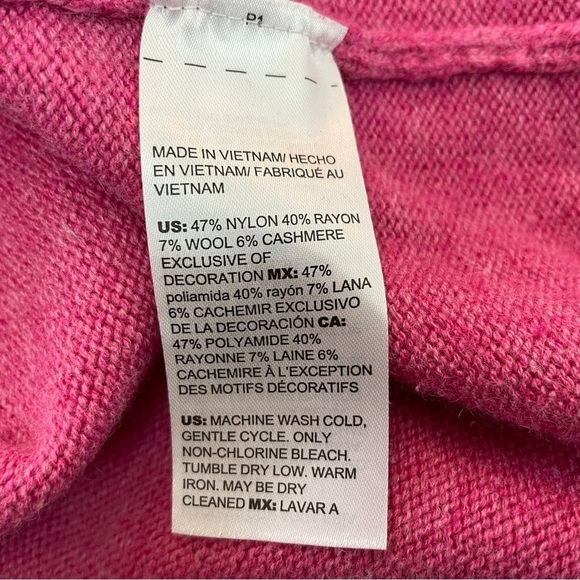 P1
MADE IN VIETNAM/ HECHO
EN VIETNAM/ FABRIQUÉ AU
VIETNAM
US: 47% NYLON 40% RAYON
7% WOOL 6% CASHMERE
EXCLUSIVE OF
DECORATION MX: 47%
poliamida 40% rayón 7% LANA
6% CACHEMIR EXCLUSIVO
DE LA DECORACIÓN CA:
47% POLYAMIDE 40%
RAYONNE 7% LAINE 6%
CACHEMIRE À L'EXCEPTION
DES MOTIFS DÉCORATIFS
US: MACHINE WASH COLD,
GENTLE CYCLE. ONLY
NON-CHLORINE BLEACH.
TUMBLE DRY LOW. WARM
IRON. MAY BE DRY
CLEANED MX: LAVAR A